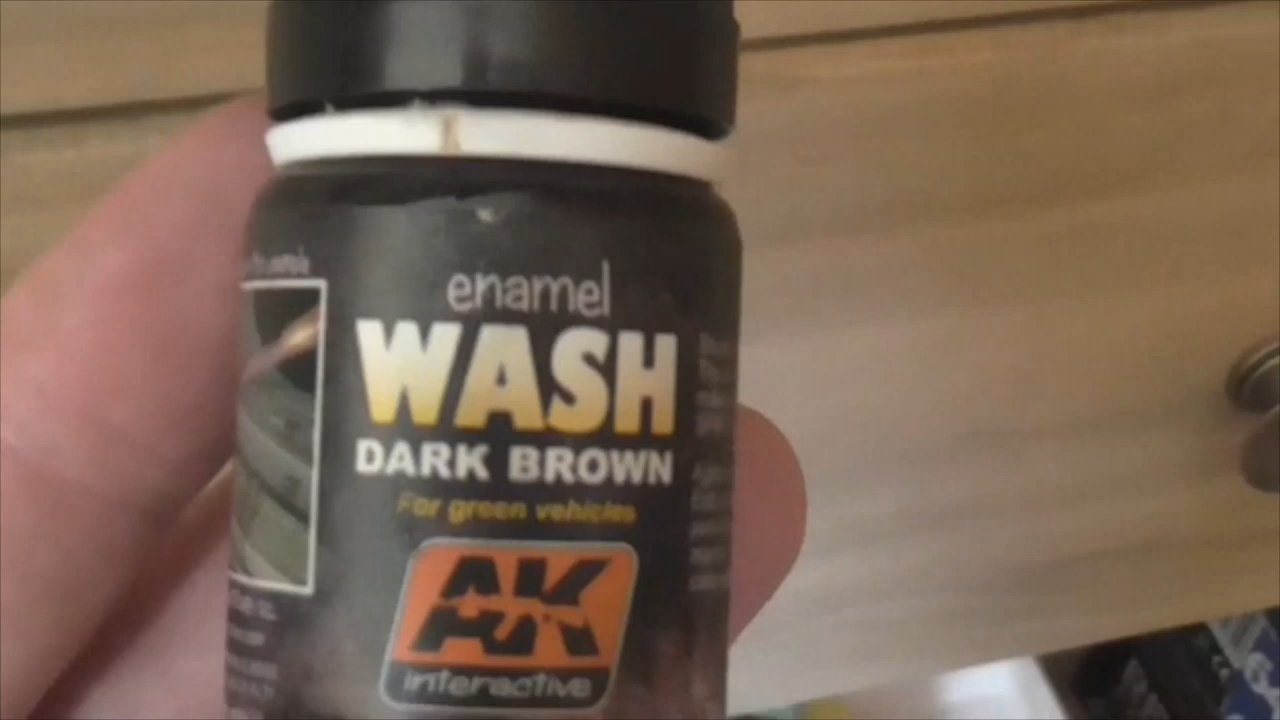 enamel
WASH
DARK BROWN
For green vehicles
AK
interactive